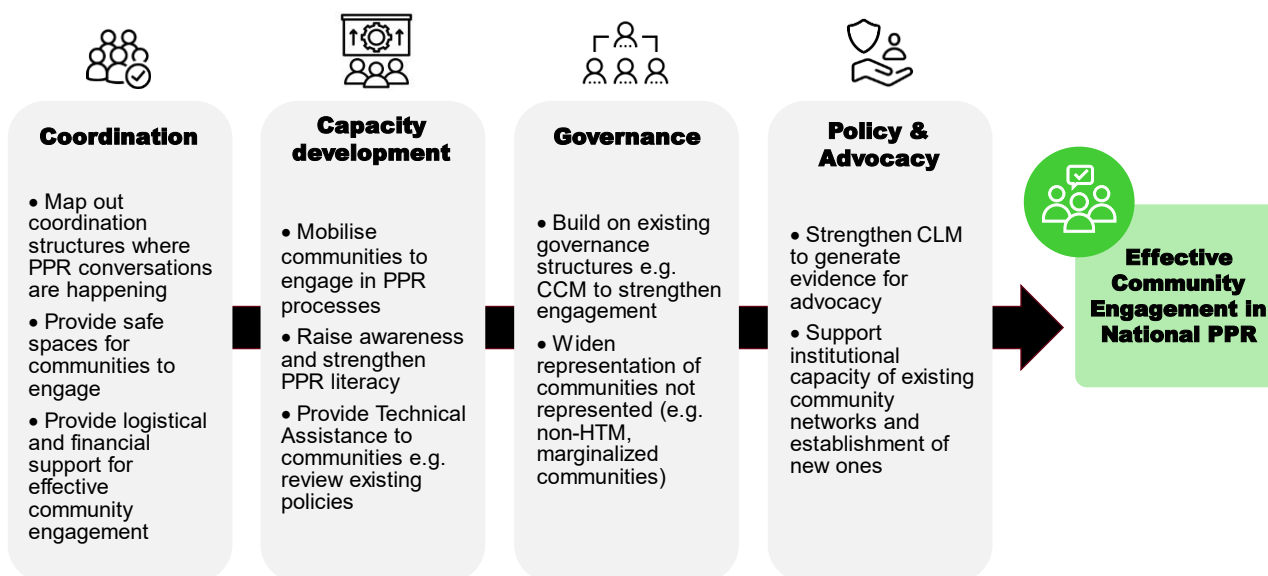 Coordination
• Map out
coordination
structures where
PPR conversations
are happening
• Provide safe
spaces for
communities to
engage
• Provide logistical
and financial
support for
effective
community
engagement
Capacity
development
• Mobilise
communities to
engage in PPR
processes
• Raise awareness
and strengthen
PPR literacy
• Provide Technical
Assistance to
communities e.g.
review existing
policies
Governance
• Build on existing
governance
structures e.g.
CCM to strengthen
engagement
• Widen
representation of
communities not
represented (e.g.
non-HTM,
marginalized
communities)
Policy &
Advocacy
• Strengthen CLM
to generate
evidence for
advocacy
• Support
institutional
capacity of existing
community
networks and
establishment of
new ones
Effective
Community
Engagement in
National PPR